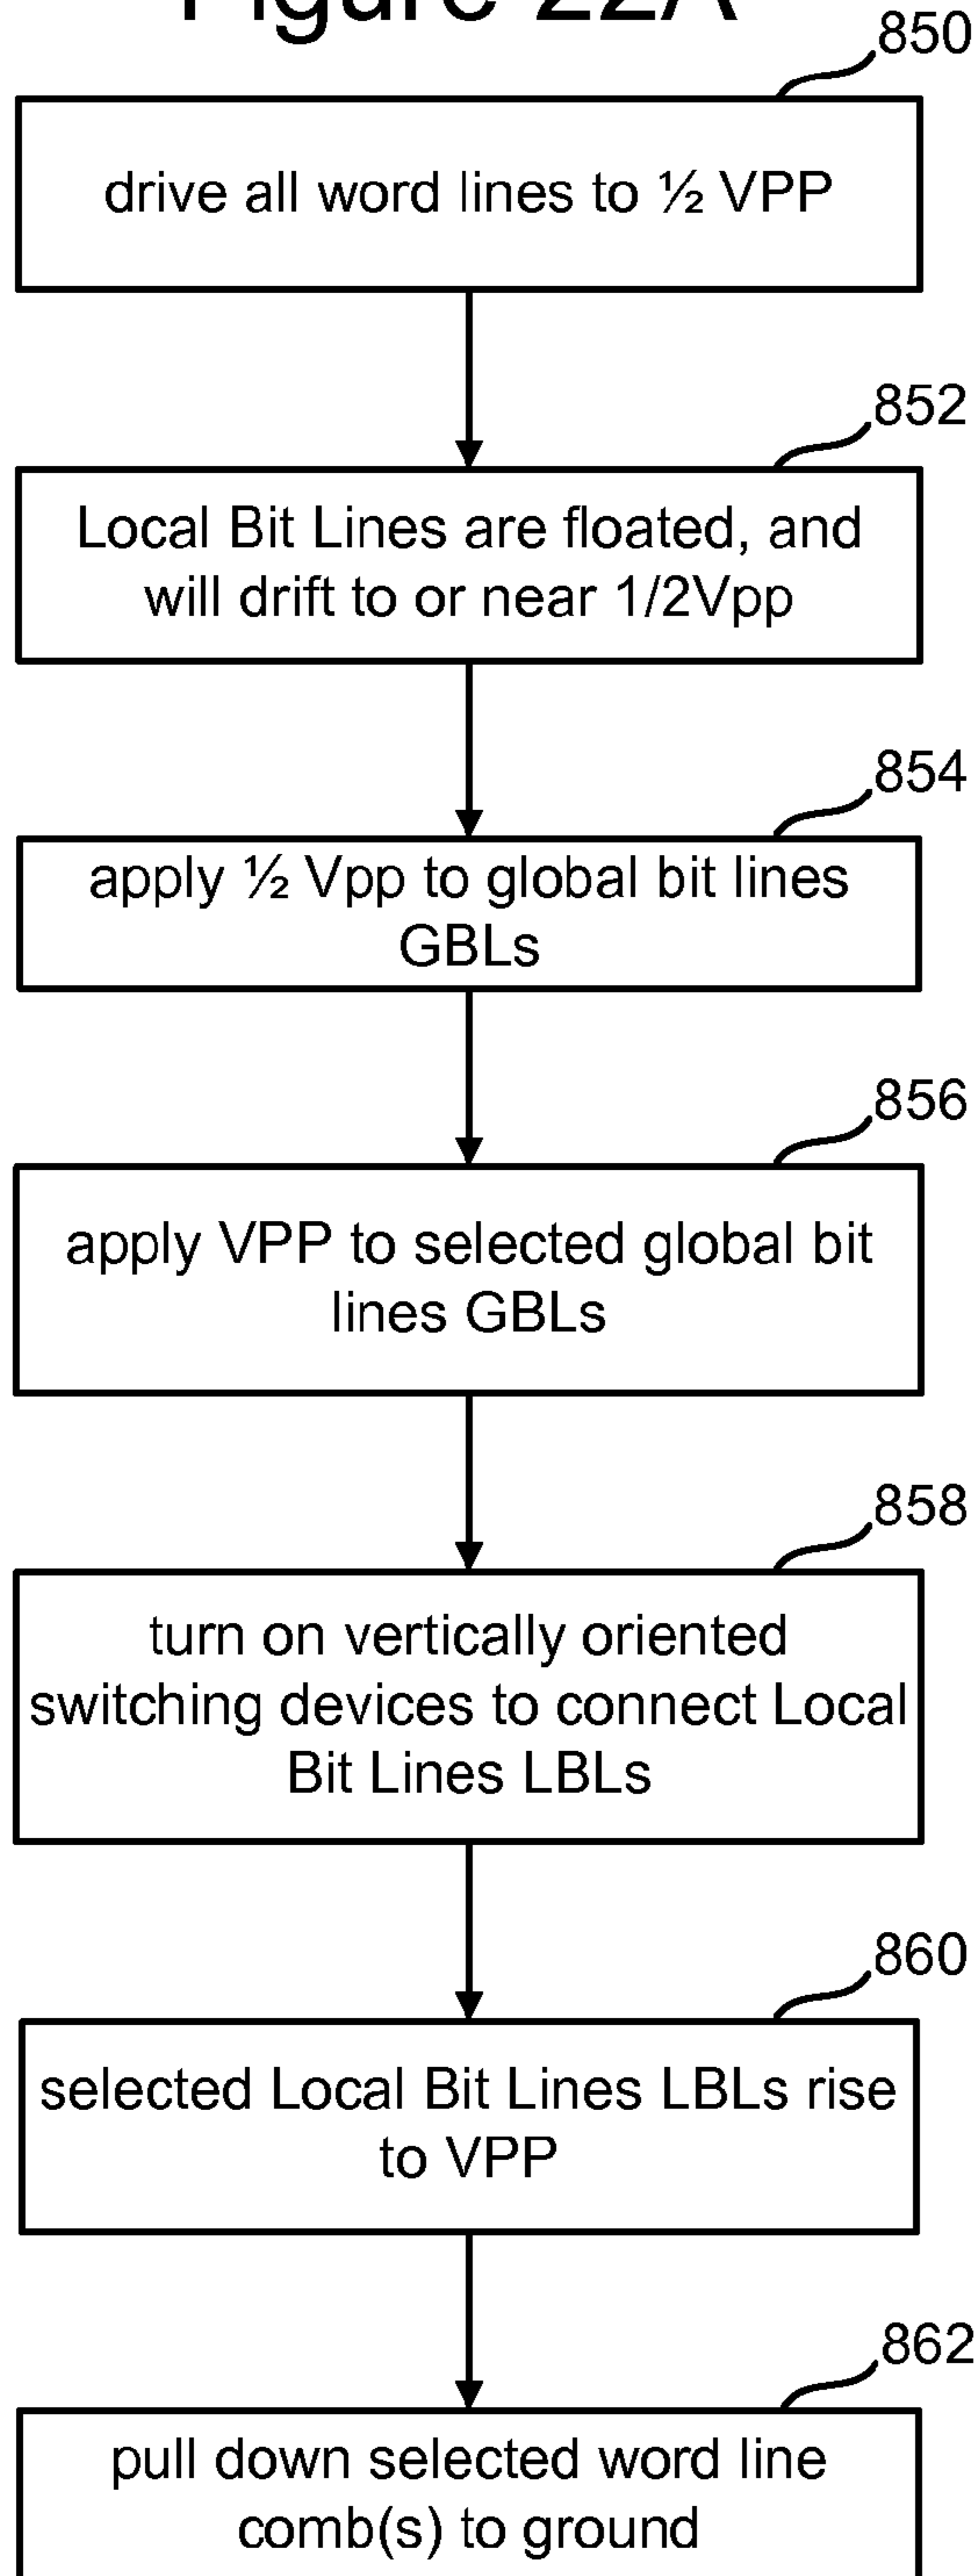 Figure 22A
850
drive all word lines to ½ VPP
852
Local Bit Lines are floated, and
will drift to or near 1/2Vpp
854
apply ½ Vpp to global bit lines
GBLs
856
apply VPP to selected global bit
lines GBLs
858
turn on vertically oriented
switching devices to connect Local
Bit Lines LBLs
860
selected Local Bit Lines LBLs rise
to VPP
862
pull down selected word line
comb(s) to ground